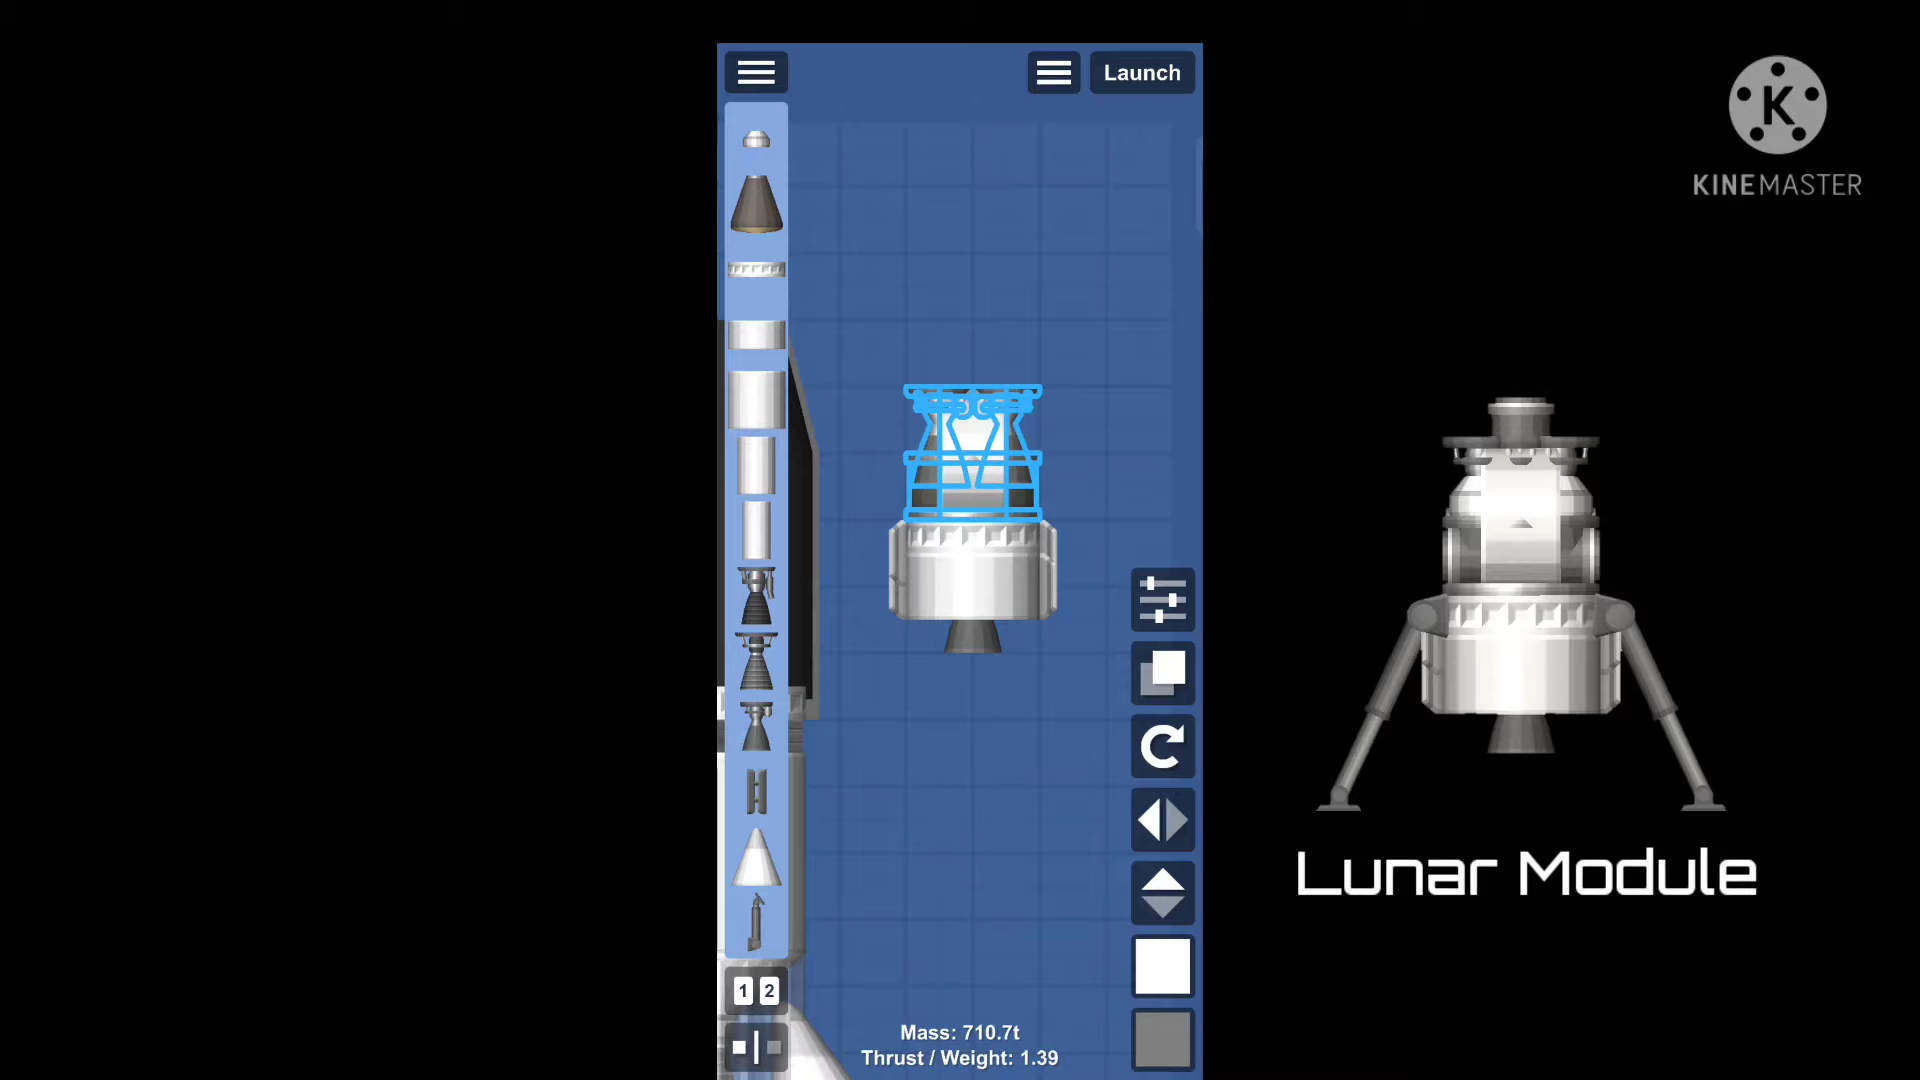 Launch
K
KINEMASTER
Lunar Module
1 2
Mass: 710.7t
Thrust / Weight: 1.39